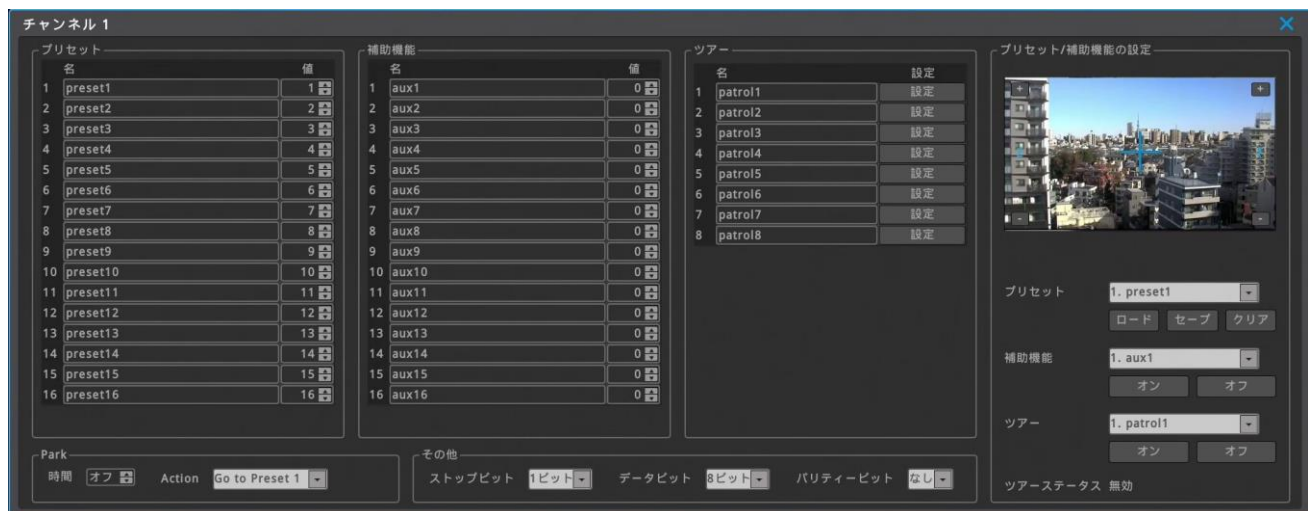 チャンネル 1
プリセット
名 値
1 preset1 1
2 preset2 2
3 preset3 3
4 preset4 4
5 preset5 5
6 preset6 6
7 preset7 7
8 preset8 8
9 preset9 9
10 preset10 10
11 preset11 11
12 preset12 12
13 preset13 13
14 preset14 14
15 preset15 15
16 preset16 16
補助機能
名 値
1 aux1 0
2 aux2 0
3 aux3 0
4 aux4 0
5 aux5 0
6 aux6 0
7 aux7 0
8 aux8 0
9 aux9 0
10 aux10 0
11 aux11 0
12 aux12 0
13 aux13 0
14 aux14 0
15 aux15 0
16 aux16 0
ツアー
名 設定
1 patrol1 設定
2 patrol2 設定
3 patrol3 設定
4 patrol4 設定
5 patrol5 設定
6 patrol6 設定
7 patrol7 設定
8 patrol8 設定
プリセット/補助機能の設定
プリセット 1. preset1
ロード セーブ クリア
補助機能 1. aux1
オン オフ
ツアー 1. patrol1
オン オフ
ツアーステータス 無効
Park
時間 オフ Action Go to Preset 1
その他
ストップビット 1ビット データビット 8ビット パリティービット なし